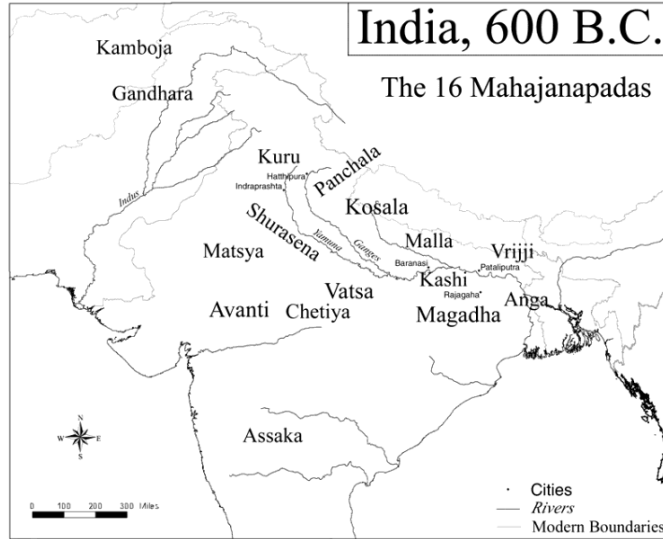 India, 600 B.C.
The 16 Mahajanapadas
Kamboja
Gandhara
Indus
Kuru
Hatthipura
Indraprashta
Panchala
Kosala
Shurasena
Yamuna
Ganges
Malla
Vrijji
Matsya
Baranasi
Pataliputra
Kashi
Rajagaha
Vatsa
Anga
Avanti
Chetiya
Magadha
Assaka
N
W E
S
0 100 200 300 Miles
Cities
Rivers
Modern Boundaries